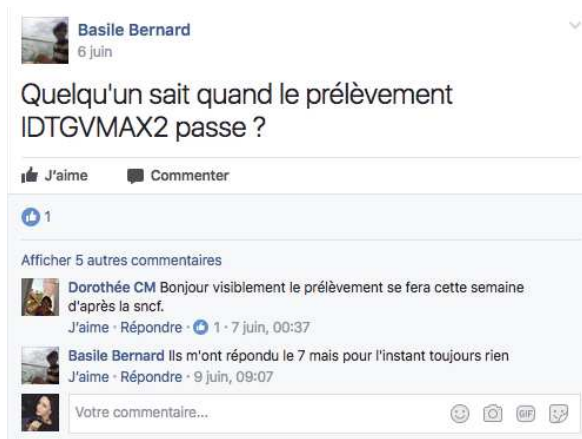 Basile Bernard
6 juin
Quelqu'un sait quand le prélèvement
IDTGVMAX2 passe ?
J'aime Commenter
1
Afficher 5 autres commentaires
Dorothée CM Bonjour visiblement le prélèvement se fera cette semaine
d'après la sncf.
J'aime · Répondre · 1 · 7 juin, 00:37
Basile Bernard Ils m'ont répondu le 7 mais pour l'instant toujours rien
J'aime · Répondre · 9 juin, 09:07
Votre commentaire... GIF